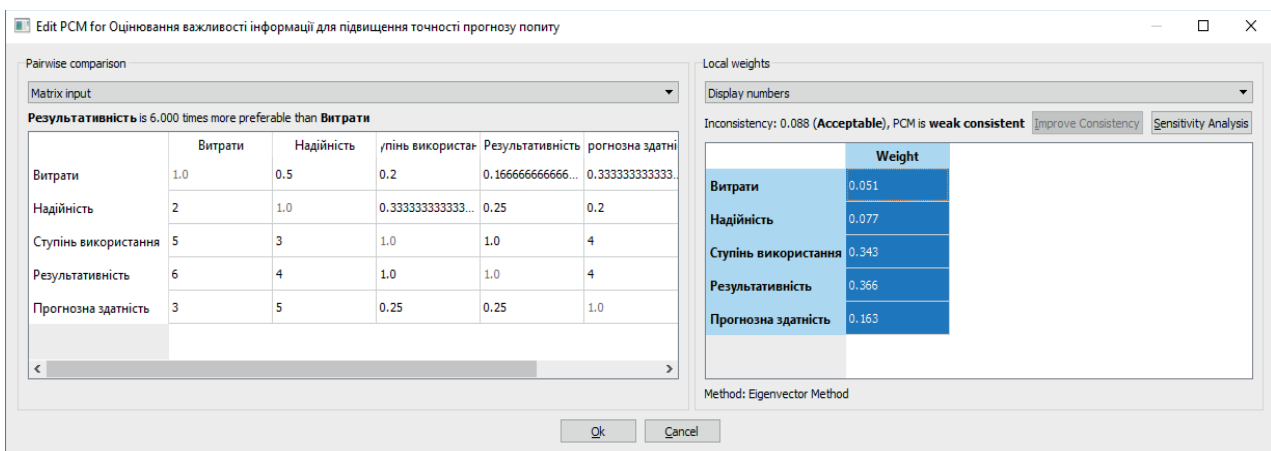 Edit PCM for Оцінювання важливості інформації для підвищення точності прогнозу попиту
Pairwise comparison
Matrix input
Результативність is 6.000 times more preferable than Витрати
Витрати Надійність упінь використан Результативність рогнозна здатні
Витрати 1.0 0.5 0.2 0.166666666666... 0.333333333333...
Надійність 2 1.0 0.333333333333... 0.25 0.2
Ступінь використання 5 3 1.0 1.0 4
Результативність 6 4 1.0 1.0 4
Прогнозна здатність 3 5 0.25 0.25 1.0
Local weights
Display numbers
Inconsistency: 0.088 (Acceptable), PCM is weak consistent Improve Consistency Sensitivity Analysis
Weight
Витрати 0.051
Надійність 0.077
Ступінь використання 0.343
Результативність 0.366
Прогнозна здатність 0.163
Method: Eigenvector Method
Ok Cancel